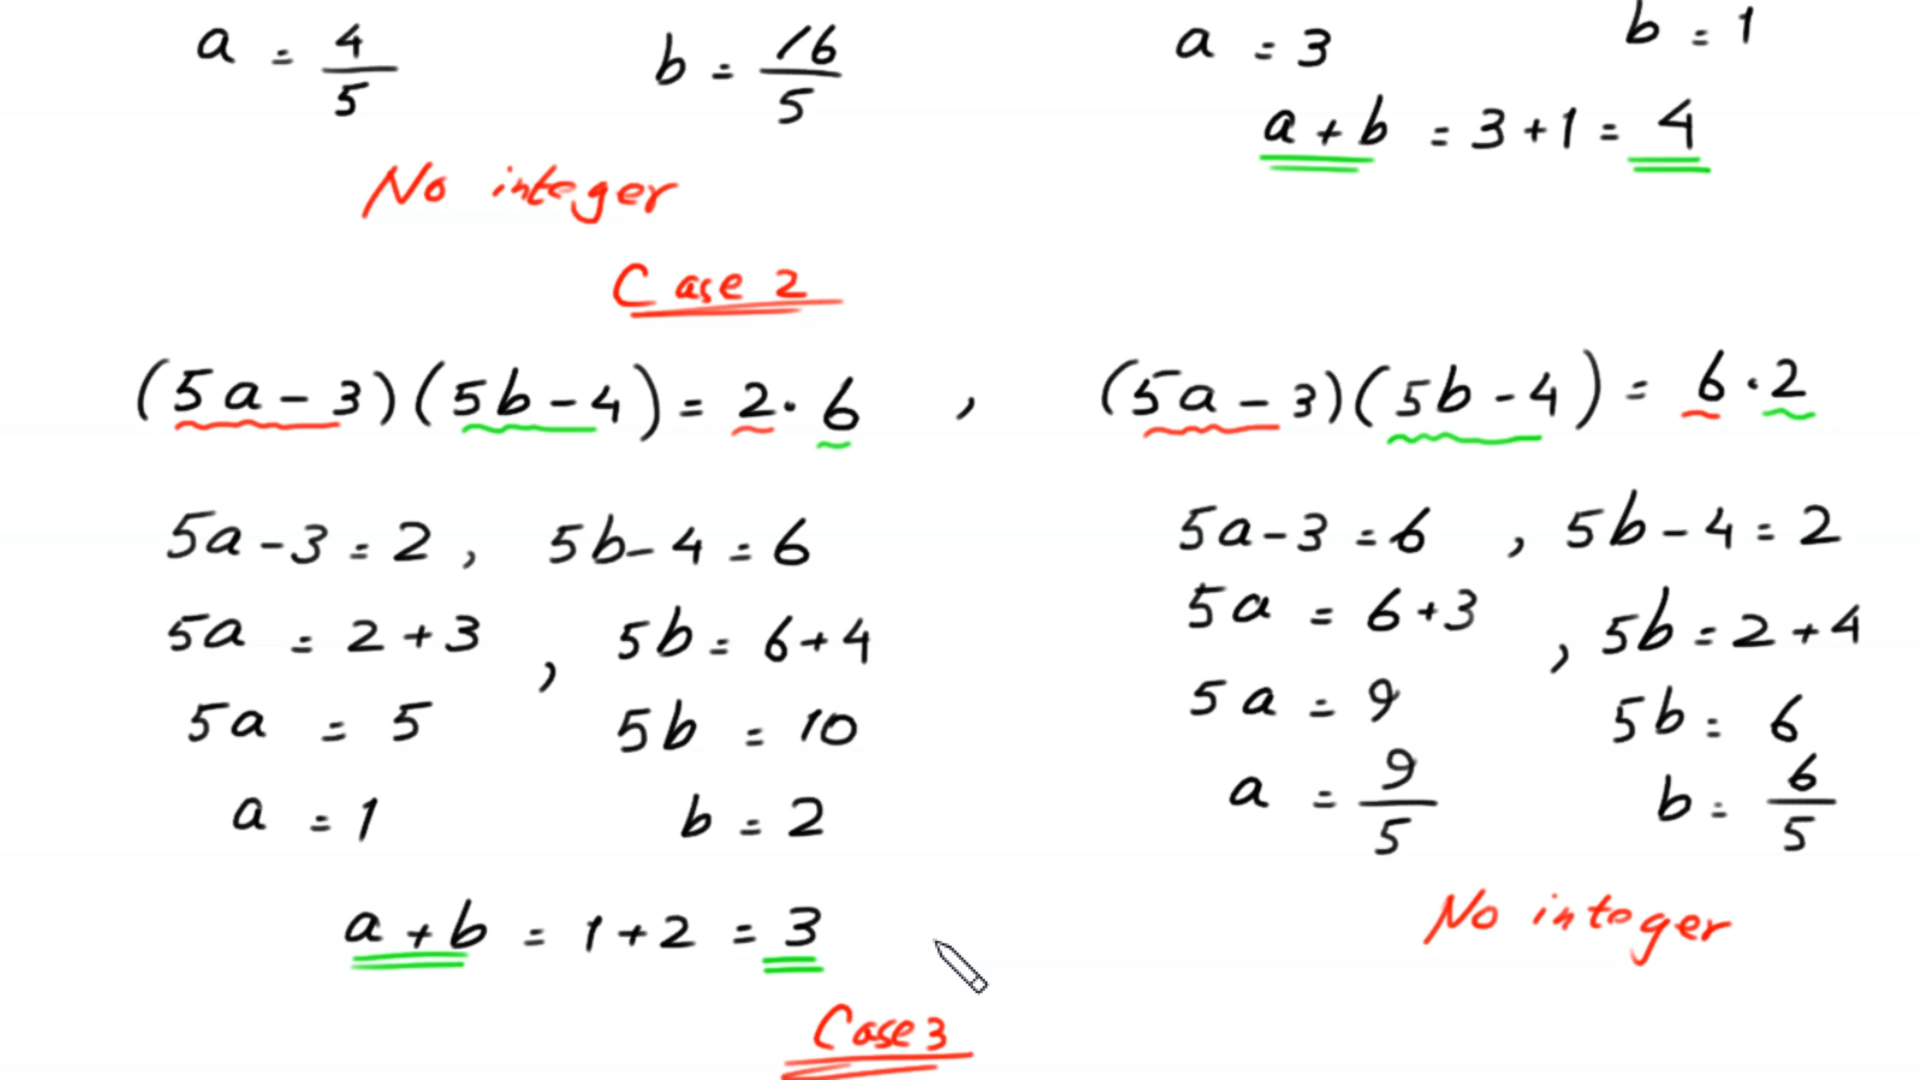 a = 4/5    b = 16/5    a = 3    b = 1
a + b = 3 + 1 = 4
No integer
Case 2
(5a - 3)(5b - 4) = 2 · 6 , (5a - 3)(5b - 4) = 6 · 2
5a - 3 = 2 , 5b - 4 = 6    5a - 3 = 6 , 5b - 4 = 2
5a = 2 + 3 , 5b = 6 + 4    5a = 6 + 3 , 5b = 2 + 4
5a = 5    5b = 10    5a = 9    5b = 6
a = 1    b = 2    a = 9/5    b = 6/5
a + b = 1 + 2 = 3    No integer
Case 3